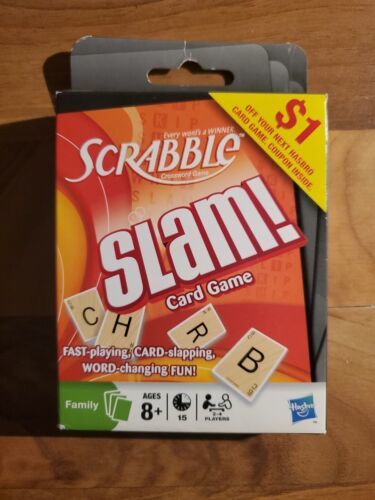 $1
OFF YOUR NEXT HASBRO
CARD GAME. COUPON INSIDE.
Every word's a WINNER.
SCRABBLE
Crossword Game
SLam!
Card Game
C H R B
FAST-playing, CARD-slapping,
WORD-changing FUN!
Family
AGES
8+
15
2-4
PLAYERS
Hasbro